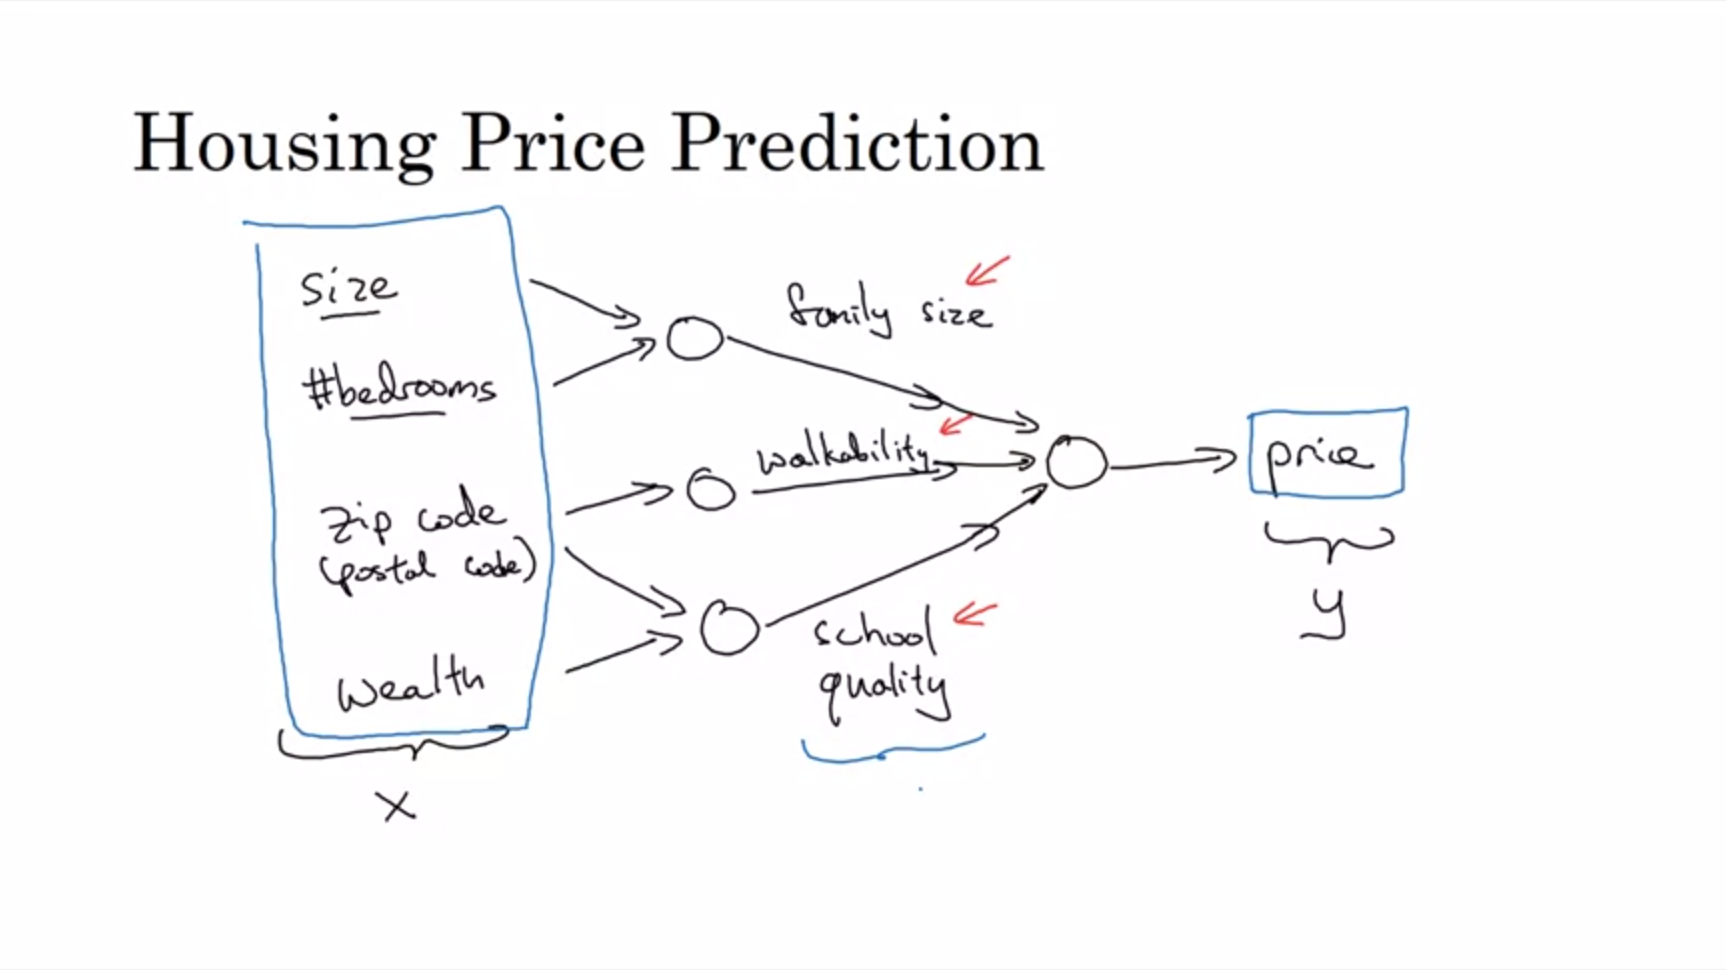 Housing Price Prediction
size
#bedrooms
zip code
(postal code)
wealth
x
family size
walkability
school
quality
price
y